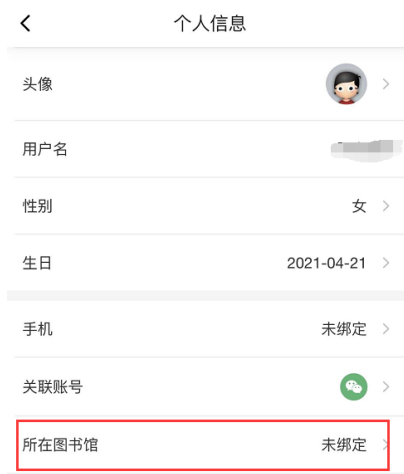 个人信息
头像
用户名
性别 女
生日 2021-04-21
手机 未绑定
关联账号
所在图书馆 未绑定